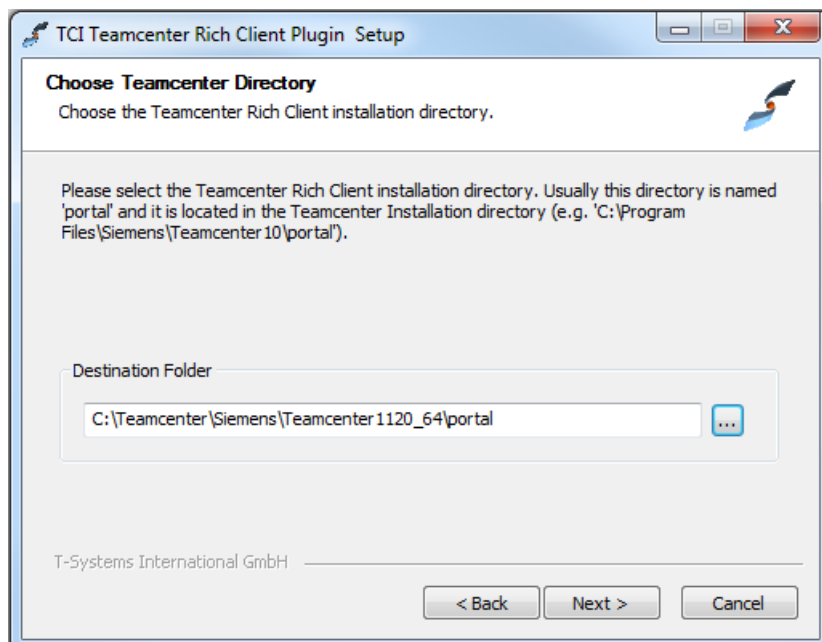 TCI Teamcenter Rich Client Plugin Setup
Choose Teamcenter Directory
Choose the Teamcenter Rich Client installation directory.
Please select the Teamcenter Rich Client installation directory. Usually this directory is named
'portal' and it is located in the Teamcenter Installation directory (e.g. 'C:\Program
Files\Siemens\Teamcenter10\portal').
Destination Folder
C:\Teamcenter\Siemens\Teamcenter1120_64\portal
...
T-Systems International GmbH
< Back
Next >
Cancel